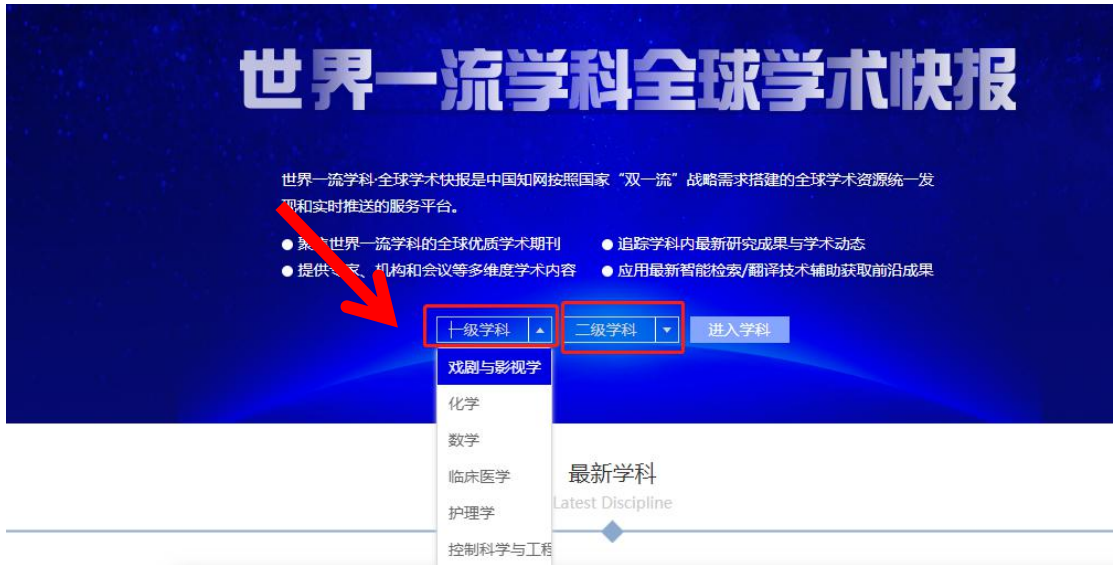 世界一流学科全球学术快报
世界一流学科·全球学术快报是中国知网按照国家“双一流”战略需求搭建的全球学术资源统一发
现和实时推送的服务平台。
● 聚 世界一流学科的全球优质学术期刊
● 追踪学科内最新研究成果与学术动态
● 提供 家、机构和会议等多维度学术内容
● 应用最新智能检索/翻译技术辅助获取前沿成果
一级学科
二级学科
进入学科
戏剧与影视学
化学
数学
临床医学
护理学
控制科学与工程
最新学科
Latest Discipline